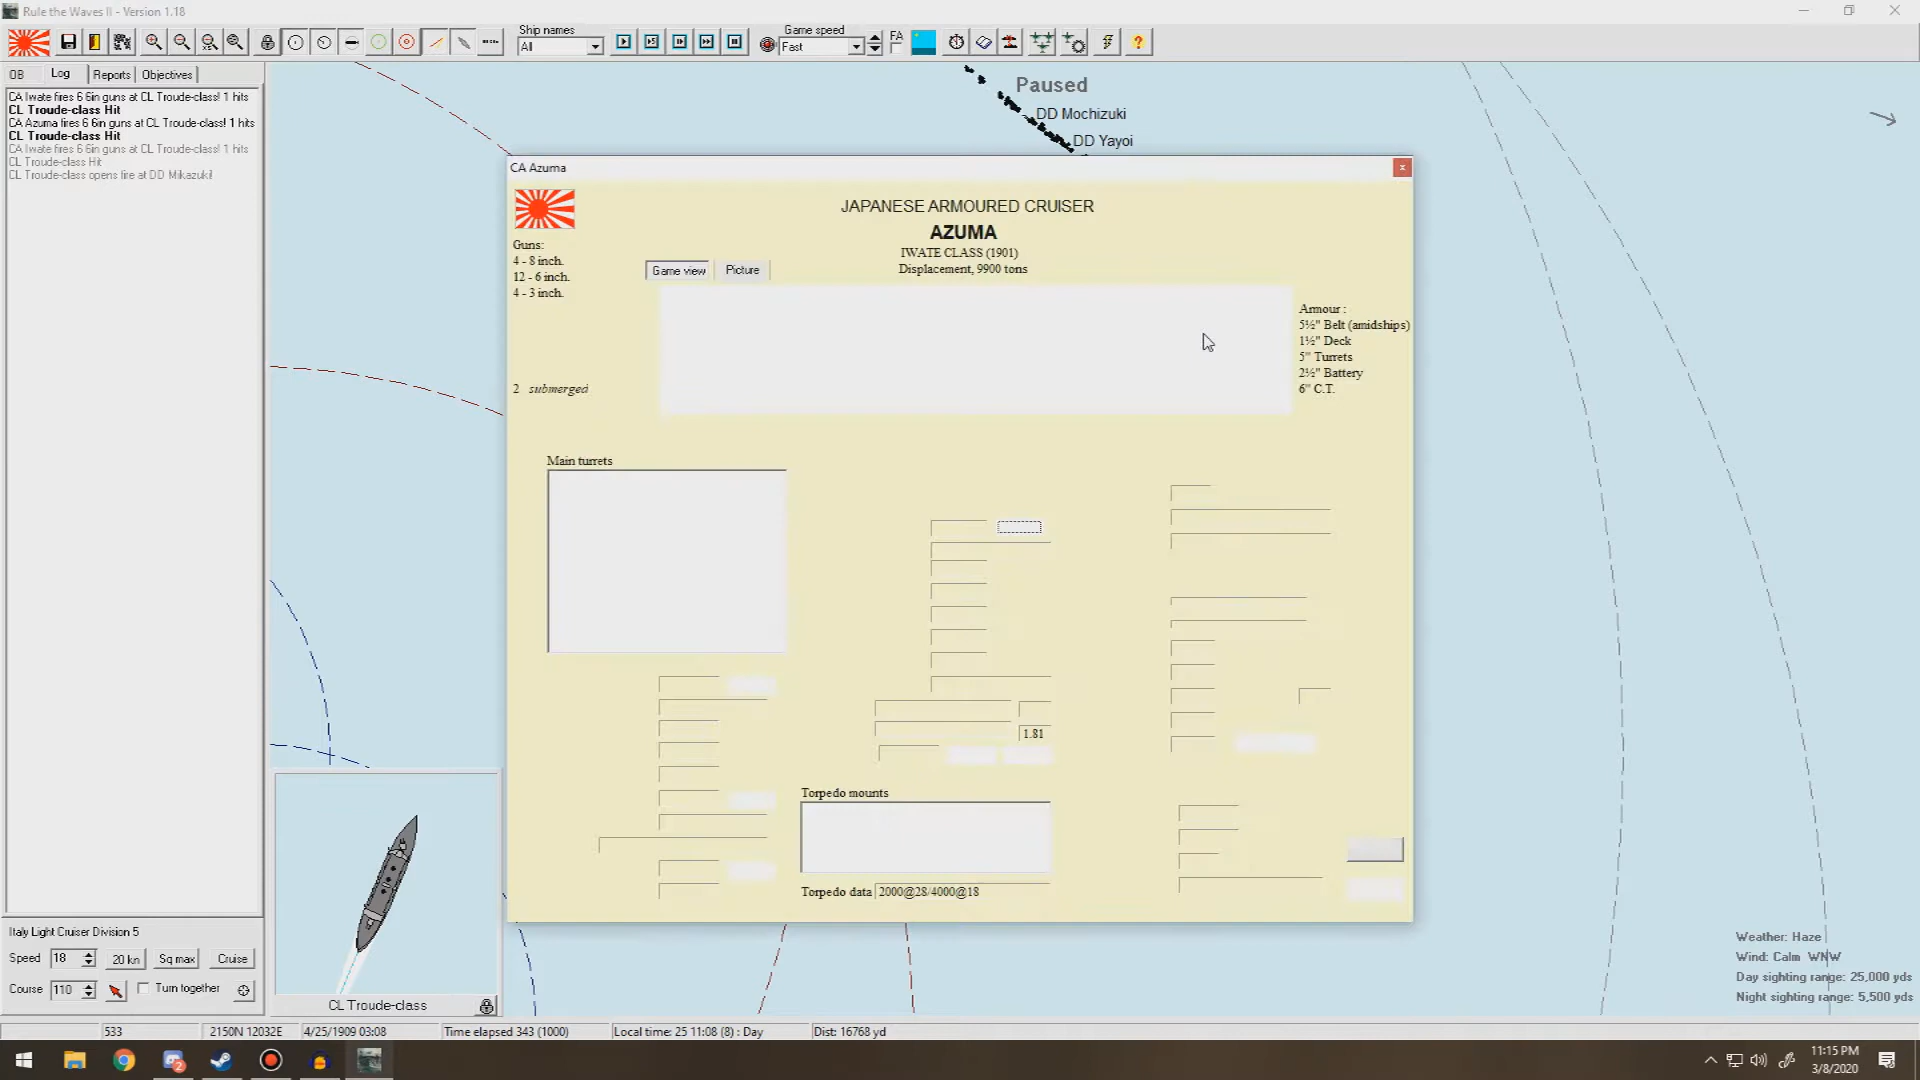 Rule the Waves II - Version 1.18
Ship names
All
Game speed
Fast
FA
OB
Log
Reports
Objectives
CA Iwate fires 6 6in guns at CL Troude-class! 1 hits
CL Troude-class Hit
CA Azuma fires 6 6in guns at CL Troude-class! 1 hits
CL Troude-class Hit
CA Iwate fires 6 6in guns at CL Troude-class! 1 hits
CL Troude-class Hit
CL Troude-class opens fire at DD Mikazuki!
Paused
DD Mochizuki
DD Yayoi
CA Azuma
x
JAPANESE ARMOURED CRUISER
AZUMA
IWATE CLASS (1901)
Displacement, 9900 tons
Guns:
4 - 8 inch.
12 - 6 inch.
4 - 3 inch.
2 submerged
Game view
Picture
Armour :
5½" Belt (amidships)
1½" Deck
5" Turrets
2½" Battery
6" C.T.
Main turrets
1.81
Torpedo mounts
Torpedo data 2000@28/4000@18
Italy Light Cruiser Division 5
Speed 18 20 kn Sq max Cruise
Course 110 Turn together
CL Troude-class
Weather: Haze
Wind: Calm WNW
Day sighting range: 25,000 yds
Night sighting range: 5,500 yds
533
2150N 12032E
4/25/1909 03:08
Time elapsed 343 (1000)
Local time: 25 11:08 (8) : Day
Dist: 16768 yd
2
11:15 PM
3/8/2020